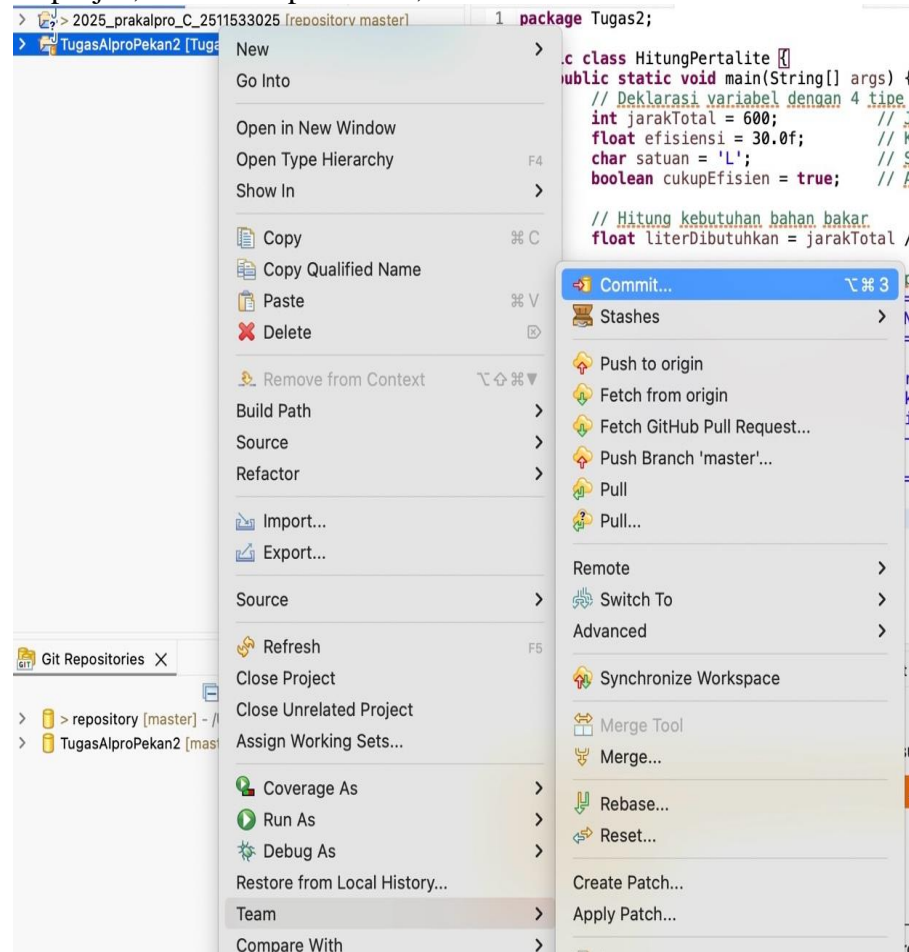 > 2025_prakalpro_C_2511533025 [repository master]
TugasAlproPekan2 [Tuga
1 package Tugas2;
class HitungPertalite {
public static void main(String[] args) {
// Deklarasi variabel dengan 4 tipe
int jarakTotal = 600; //
float efisiensi = 30.0f; //
char satuan = 'L'; //
boolean cukupEfisien = true; //
// Hitung kebutuhan bahan bakar
float literDibutuhkan = jarakTotal /
New
Go Into
Open in New Window
Open Type Hierarchy F4
Show In
Copy ⌘ C
Copy Qualified Name
Paste ⌘ V
Delete ⌦
Remove from Context ⌥⇧⌘▼
Build Path
Source
Refactor
Import...
Export...
Source
Refresh F5
Close Project
Close Unrelated Project
Assign Working Sets...
Coverage As
Run As
Debug As
Restore from Local History...
Team
Compare With
Commit... ⌥⌘ 3
Stashes
Push to origin
Fetch from origin
Fetch GitHub Pull Request...
Push Branch 'master'...
Pull
Pull...
Remote
Switch To
Advanced
Synchronize Workspace
Merge Tool
Merge...
Rebase...
Reset...
Create Patch...
Apply Patch...
GIT Git Repositories
> repository [master] - /
TugasAlproPekan2 [mast